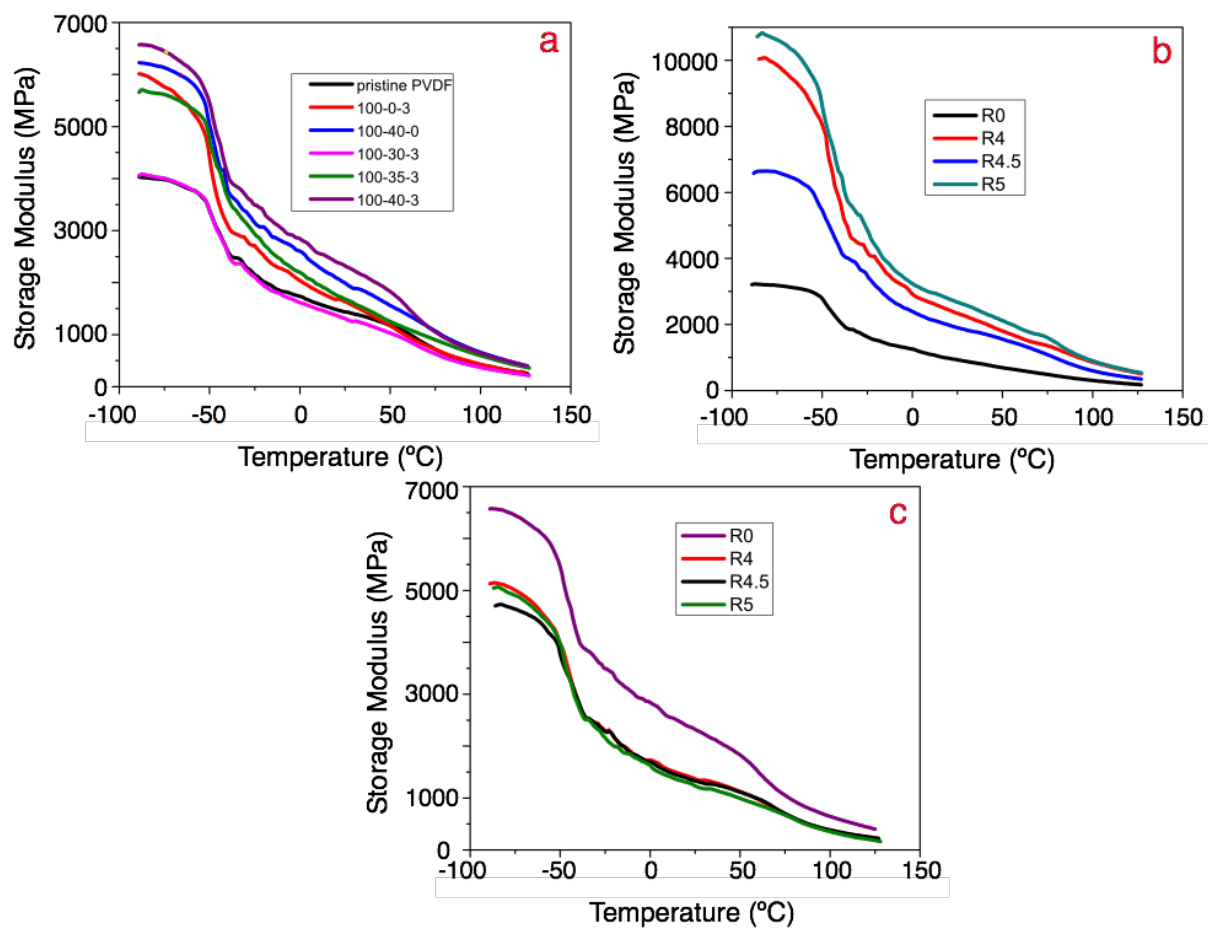 a
7000
5000
3000
1000
0
Storage Modulus (MPa)
pristine PVDF
100-0-3
100-40-0
100-30-3
100-35-3
100-40-3
-100 -50 0 50 100 150
Temperature (ºC)
b
10000
8000
6000
4000
2000
0
Storage Modulus (MPa)
R0
R4
R4.5
R5
-100 -50 0 50 100 150
Temperature (ºC)
c
7000
5000
3000
1000
0
Storage Modulus (MPa)
R0
R4
R4.5
R5
-100 -50 0 50 100 150
Temperature (ºC)